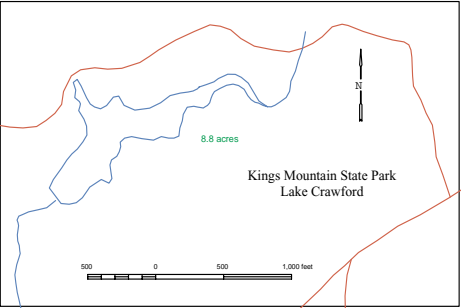 N
8.8 acres
Kings Mountain State Park
Lake Crawford
500 0 500 1,000 feet